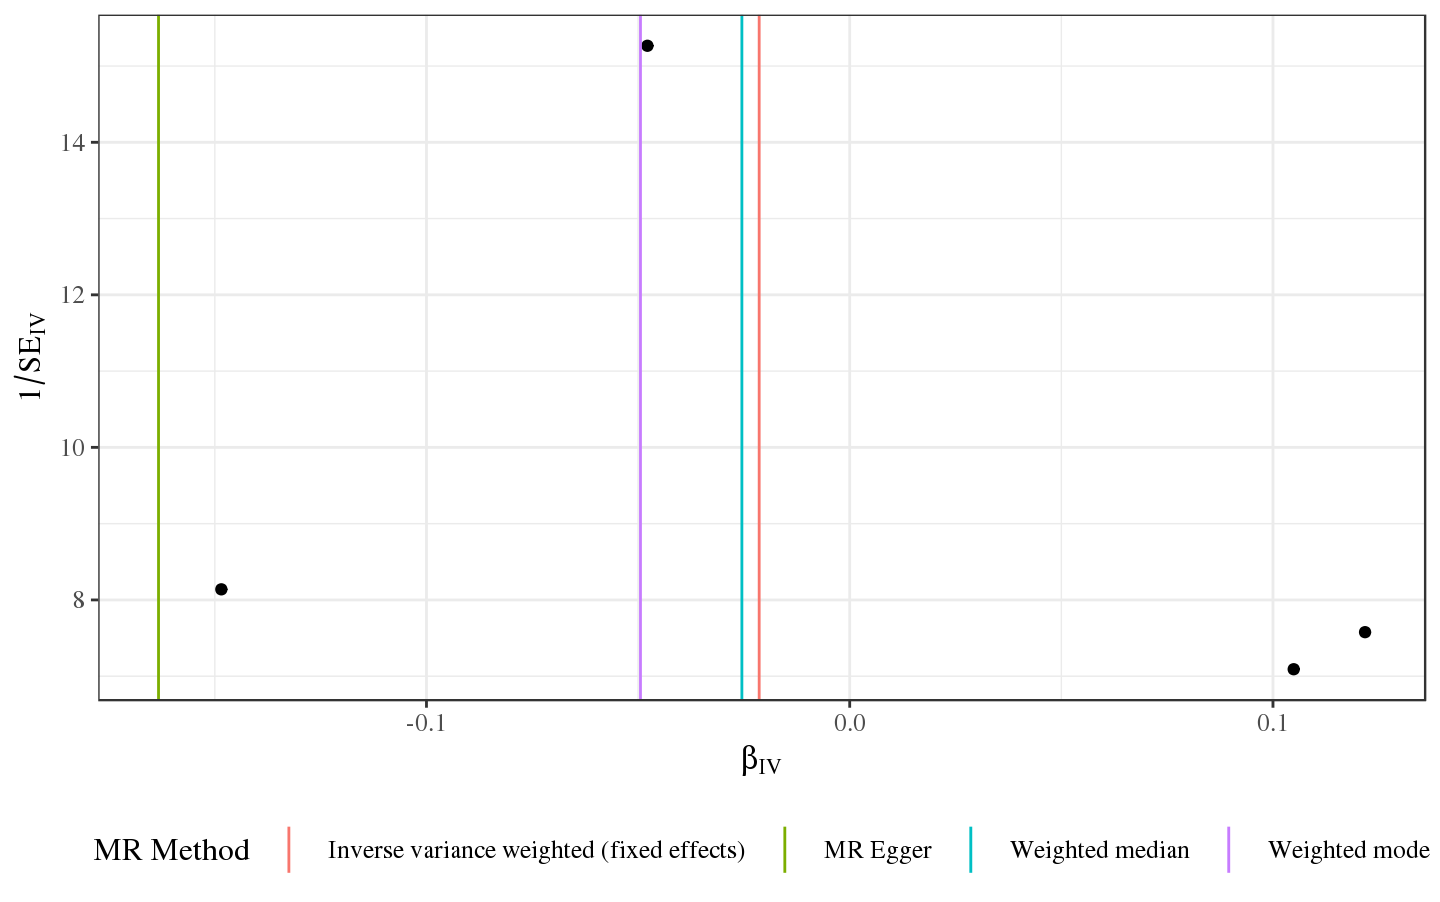 14
12
10
8
1/SE_IV
-0.1
0.0
0.1
β_IV
MR Method
Inverse variance weighted (fixed effects)
MR Egger
Weighted median
Weighted mode